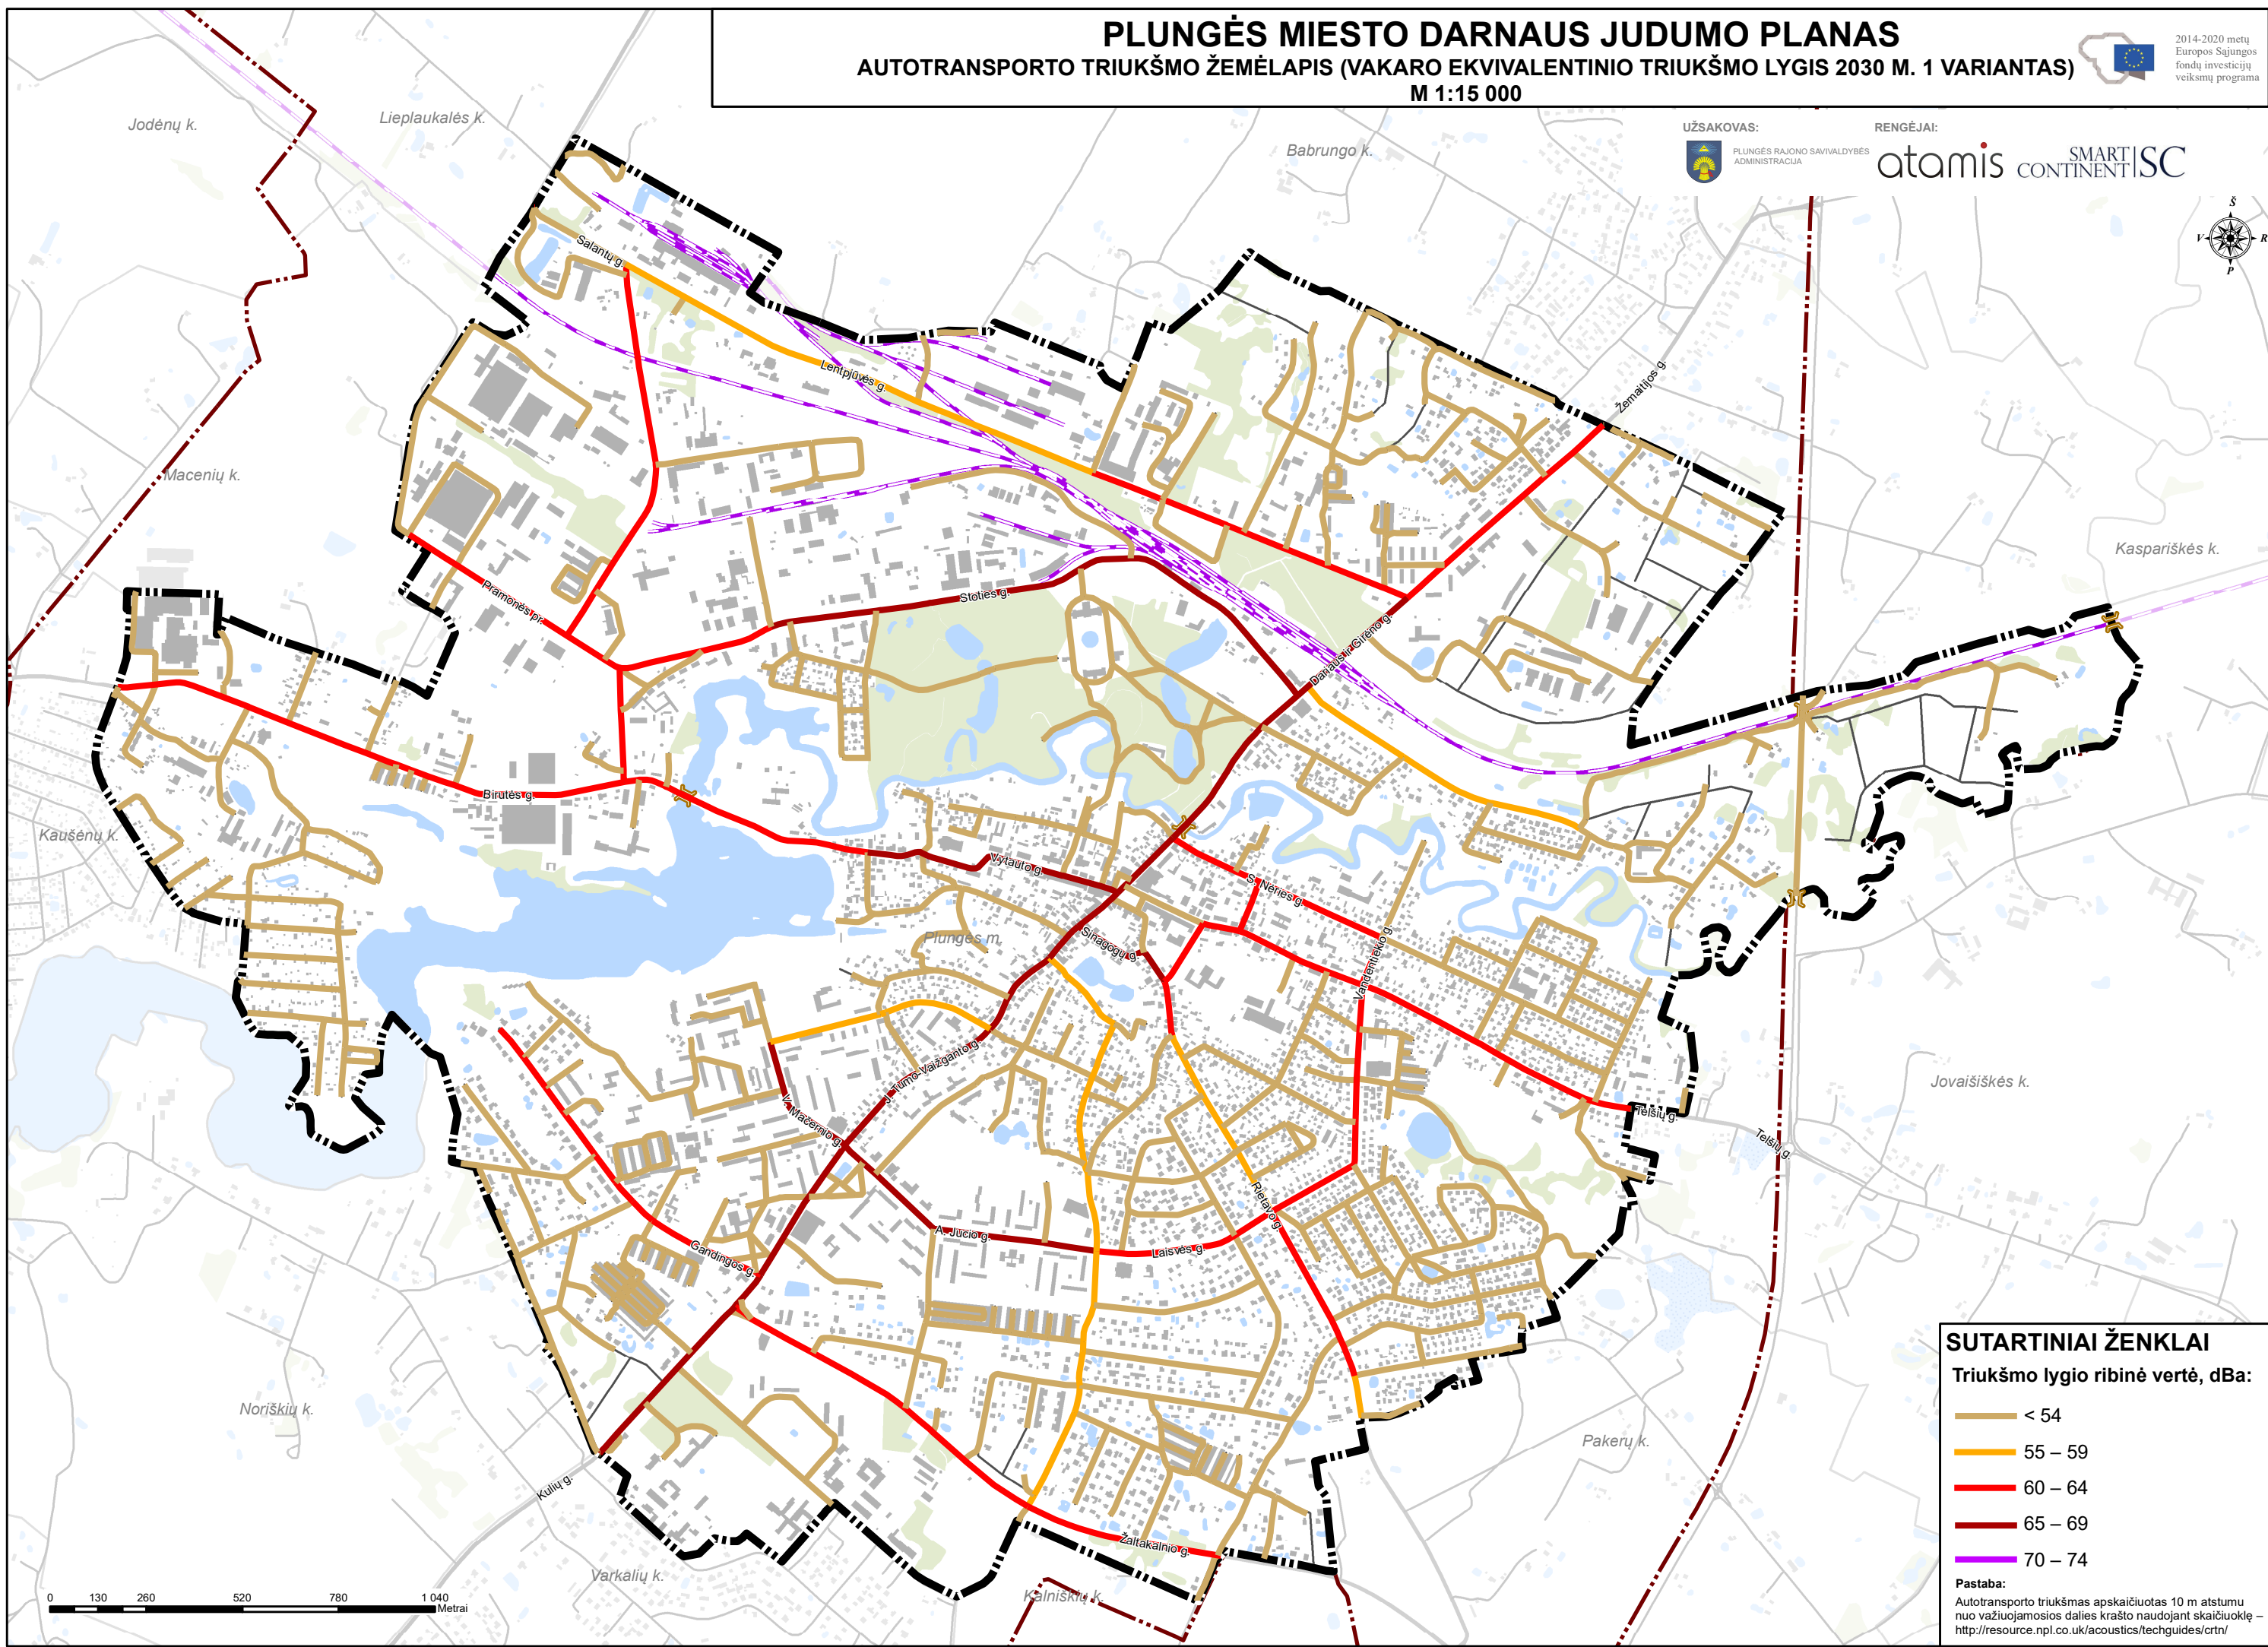 PLUNGĖS MIESTO DARNAUS JUDUMO PLANAS
AUTOTRANSPORTO TRIUKŠMO ŽEMĖLAPIS (VAKARO EKVIVALENTINIO TRIUKŠMO LYGIS 2030 M. 1 VARIANTAS)
M 1:15 000
2014-2020 metų
Europos Sąjungos
fondų investicijų
veiksmų programa
UŽSAKOVAS:
PLUNGĖS RAJONO SAVIVALDYBĖS
ADMINISTRACIJA
RENGĖJAI:
atamis
SMART
CONTINENT
SC
Š
V
R
P
Jodėnų k.
Lieplaukalės k.
Babrungo k.
Salantų g.
Lentpjūvės g.
Žemaitijos g.
Macenių k.
Kaspariškės k.
Pramonės pr.
Stoties g.
Dariaus ir Girėno g.
Birutės g.
Kaušėnų k.
Vytauto g.
S. Nėries g.
Plungės m.
Sinagogų g.
Vandentiekio g.
J. Tumo-Vaižganto g.
V. Mačernio g.
Telšių g.
Telšių g.
Jovaišiškės k.
Rietavo g.
A. Jucio g.
Laisvės g.
Gandingos g.
Noriškių k.
Kulių g.
Pakerų k.
Žaltakalnio g.
Varkalių k.
Kalniškių k.
0 130 260 520 780 1 040
Metrai
SUTARTINIAI ŽENKLAI
Triukšmo lygio ribinė vertė, dBa:
< 54
55 – 59
60 – 64
65 – 69
70 – 74
Pastaba:
Autotransporto triukšmas apskaičiuotas 10 m atstumu
nuo važiuojamosios dalies krašto naudojant skaičiuoklę –
http://resource.npl.co.uk/acoustics/techguides/crtn/